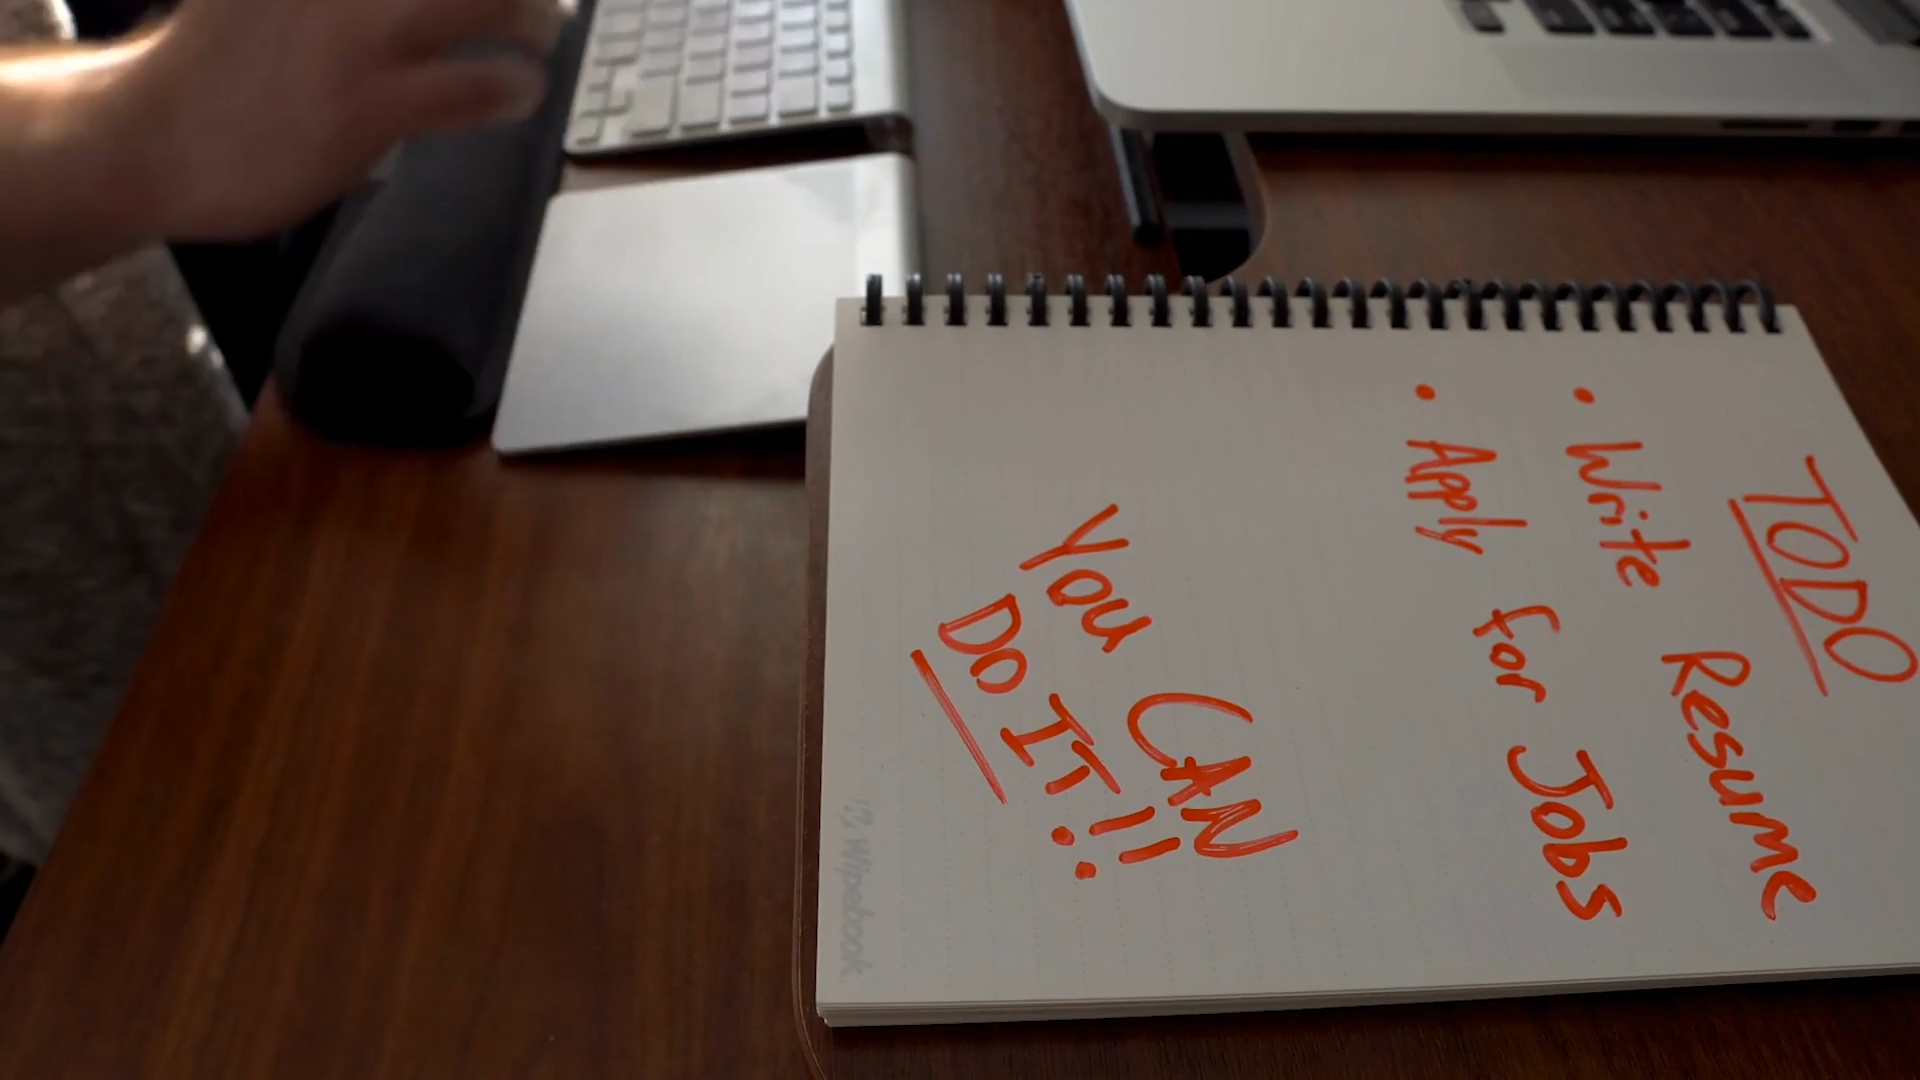 TODO
• Write Resume
• Apply for Jobs
You CAN
DO IT!!
Wipebook